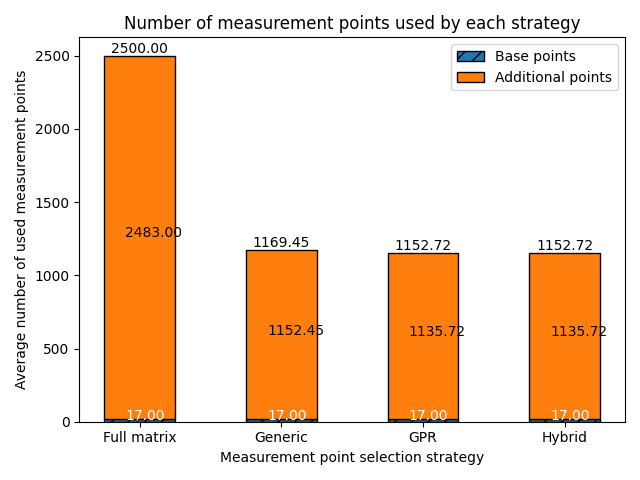 Number of measurement points used by each strategy
Base points
Additional points
Average number of used measurement points
2500
2000
1500
1000
500
0
2500.00
2483.00
17.00
1169.45
1152.45
17.00
1152.72
1135.72
17.00
1152.72
1135.72
17.00
Full matrix
Generic
GPR
Hybrid
Measurement point selection strategy